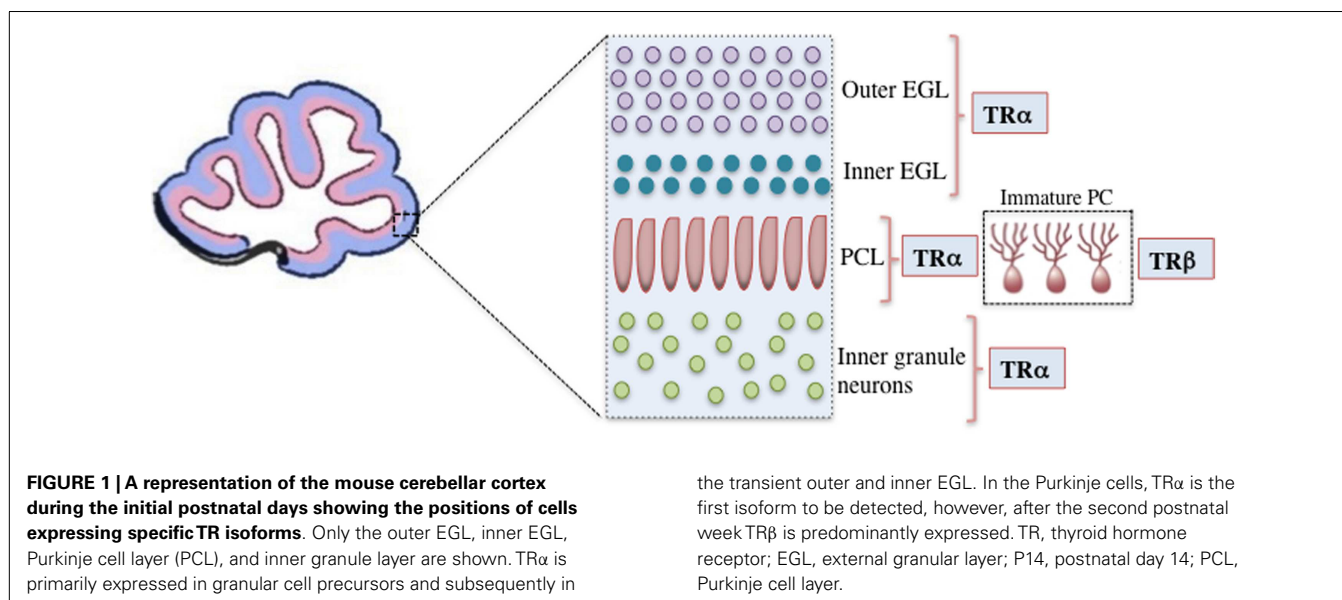 Outer EGL
TRα
Inner EGL
Immature PC
PCL
TRα
TRβ
Inner granule
neurons
TRα
FIGURE 1 | A representation of the mouse cerebellar cortex
during the initial postnatal days showing the positions of cells
expressing specific TR isoforms. Only the outer EGL, inner EGL,
Purkinje cell layer (PCL), and inner granule layer are shown. TRα is
primarily expressed in granular cell precursors and subsequently in
the transient outer and inner EGL. In the Purkinje cells, TRα is the
first isoform to be detected, however, after the second postnatal
week TRβ is predominantly expressed. TR, thyroid hormone
receptor; EGL, external granular layer; P14, postnatal day 14; PCL,
Purkinje cell layer.